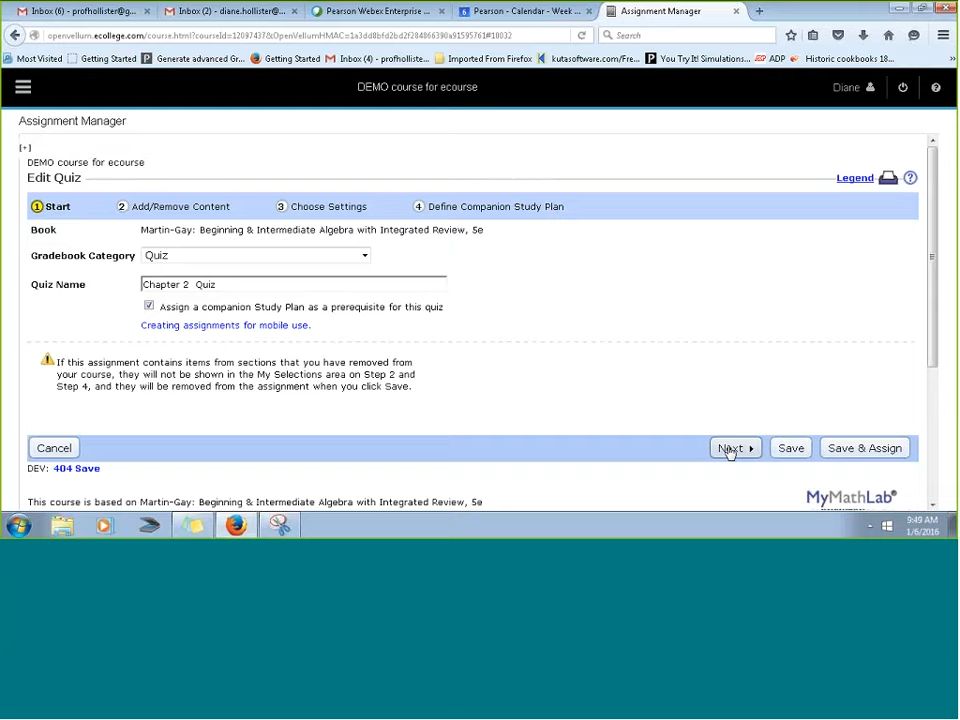 Inbox (6) - profhollister@g...
Inbox (2) - diane.hollister@...
Pearson Webex Enterprise ...
Pearson - Calendar - Week ...
Assignment Manager
openvellum.ecollege.com/course.html?courseId=12097437&OpenVellumHMAC=1a3dd8bfd2bd2f284866390a91595761#10032
Search
Most Visited
Getting Started
Generate advanced Gr...
Getting Started
Inbox (4) - profholliste...
Imported From Firefox
kutasoftware.com/Fre...
You Try It! Simulations...
ADP
Historic cookbooks 18...
DEMO course for ecourse
Diane
Assignment Manager
[+]
DEMO course for ecourse
Edit Quiz
Legend
1 Start
2 Add/Remove Content
3 Choose Settings
4 Define Companion Study Plan
Book Martin-Gay: Beginning & Intermediate Algebra with Integrated Review, 5e
Gradebook Category Quiz
Quiz Name Chapter 2 Quiz
Assign a companion Study Plan as a prerequisite for this quiz
Creating assignments for mobile use.
If this assignment contains items from sections that you have removed from
your course, they will not be shown in the My Selections area on Step 2 and
Step 4, and they will be removed from the assignment when you click Save.
Cancel
Next
Save
Save & Assign
DEV: 404 Save
This course is based on Martin-Gay: Beginning & Intermediate Algebra with Integrated Review, 5e
MyMathLab®
9:49 AM
1/6/2016